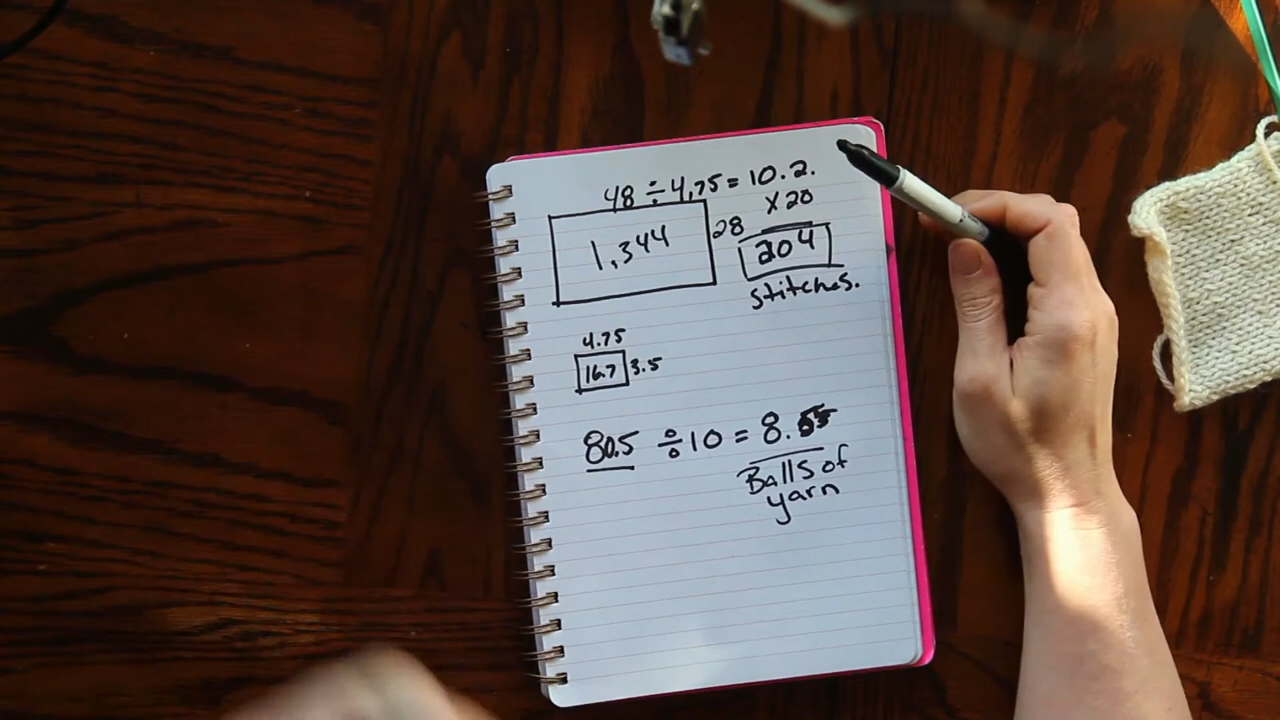 48 ÷ 4.75 = 10.2.
x 20
1,344
28
204
stitches.
4.75
16.7
3.5
80.5 ÷ 10 = 8.
Balls of
yarn